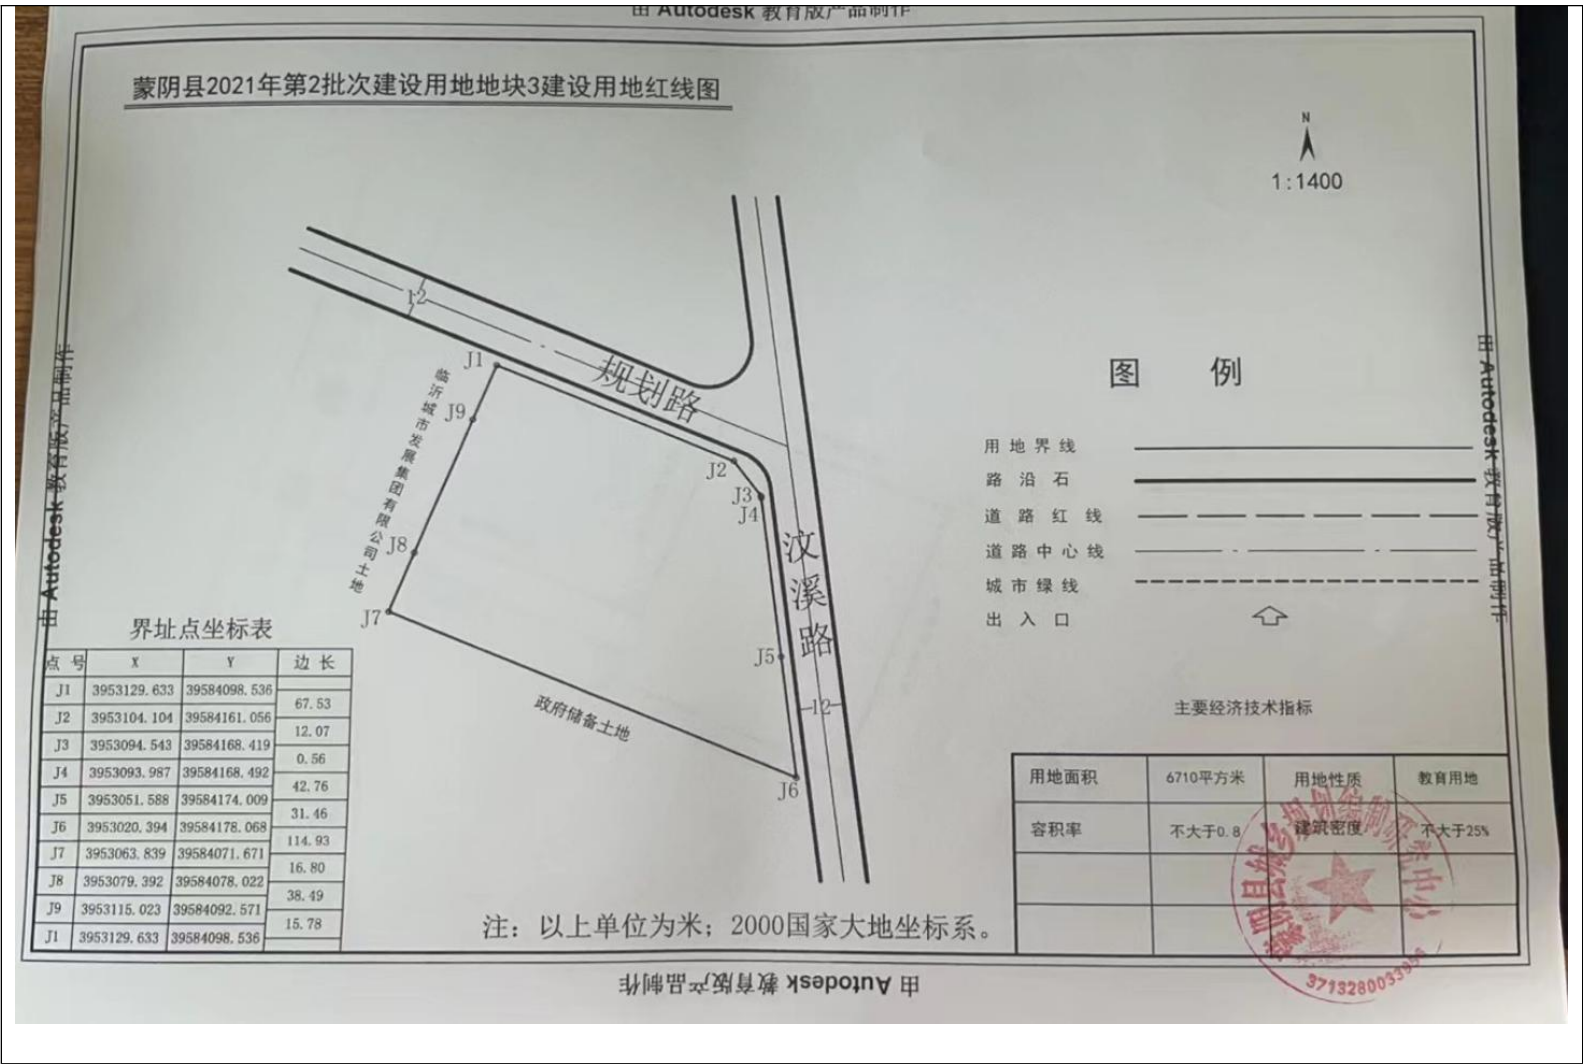 由 Autodesk 教育版产品制作
蒙阴县2021年第2批次建设用地地块3建设用地红线图
N
1:1400
12
规划路
J1
J9
J2
J3
J4
J8
J7
J5
J6
临沂城市发展集团有限公司土地
汶溪路
12
政府储备土地
图 例
用地界线
路沿石
道路红线
道路中心线
城市绿线
出入口
界址点坐标表
点号 X Y 边长
J1 3953129.633 39584098.536
67.53
J2 3953104.104 39584161.056
12.07
J3 3953094.543 39584168.419
0.56
J4 3953093.987 39584168.492
42.76
J5 3953051.588 39584174.009
31.46
J6 3953020.394 39584178.068
114.93
J7 3953063.839 39584071.671
16.80
J8 3953079.392 39584078.022
38.49
J9 3953115.023 39584092.571
15.78
J1 3953129.633 39584098.536
主要经济技术指标
用地面积 6710平方米 用地性质 教育用地
容积率 不大于0.8 建筑密度 不大于25%
注：以上单位为米；2000国家大地坐标系。
蒙阴县城乡规划编制研究中心
由 Autodesk 教育版产品制作
由 Autodesk 教育版产品制作
由 Autodesk 教育版产品制作